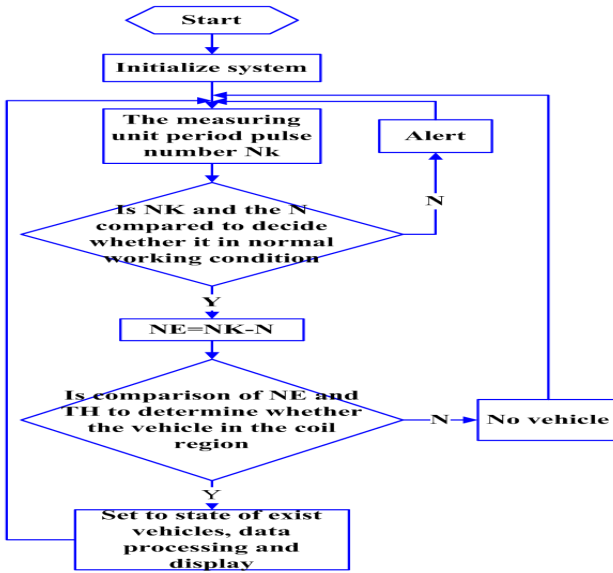 Start
Initialize system
The measuring
unit period pulse
number Nk
Alert
N
Is NK and the N
compared to decide
whether it in normal
working condition
Y
NE=NK-N
Is comparison of NE and
TH to determine whether
the vehicle in the coil
region
N
No vehicle
Y
Set to state of exist
vehicles, data
processing and
display